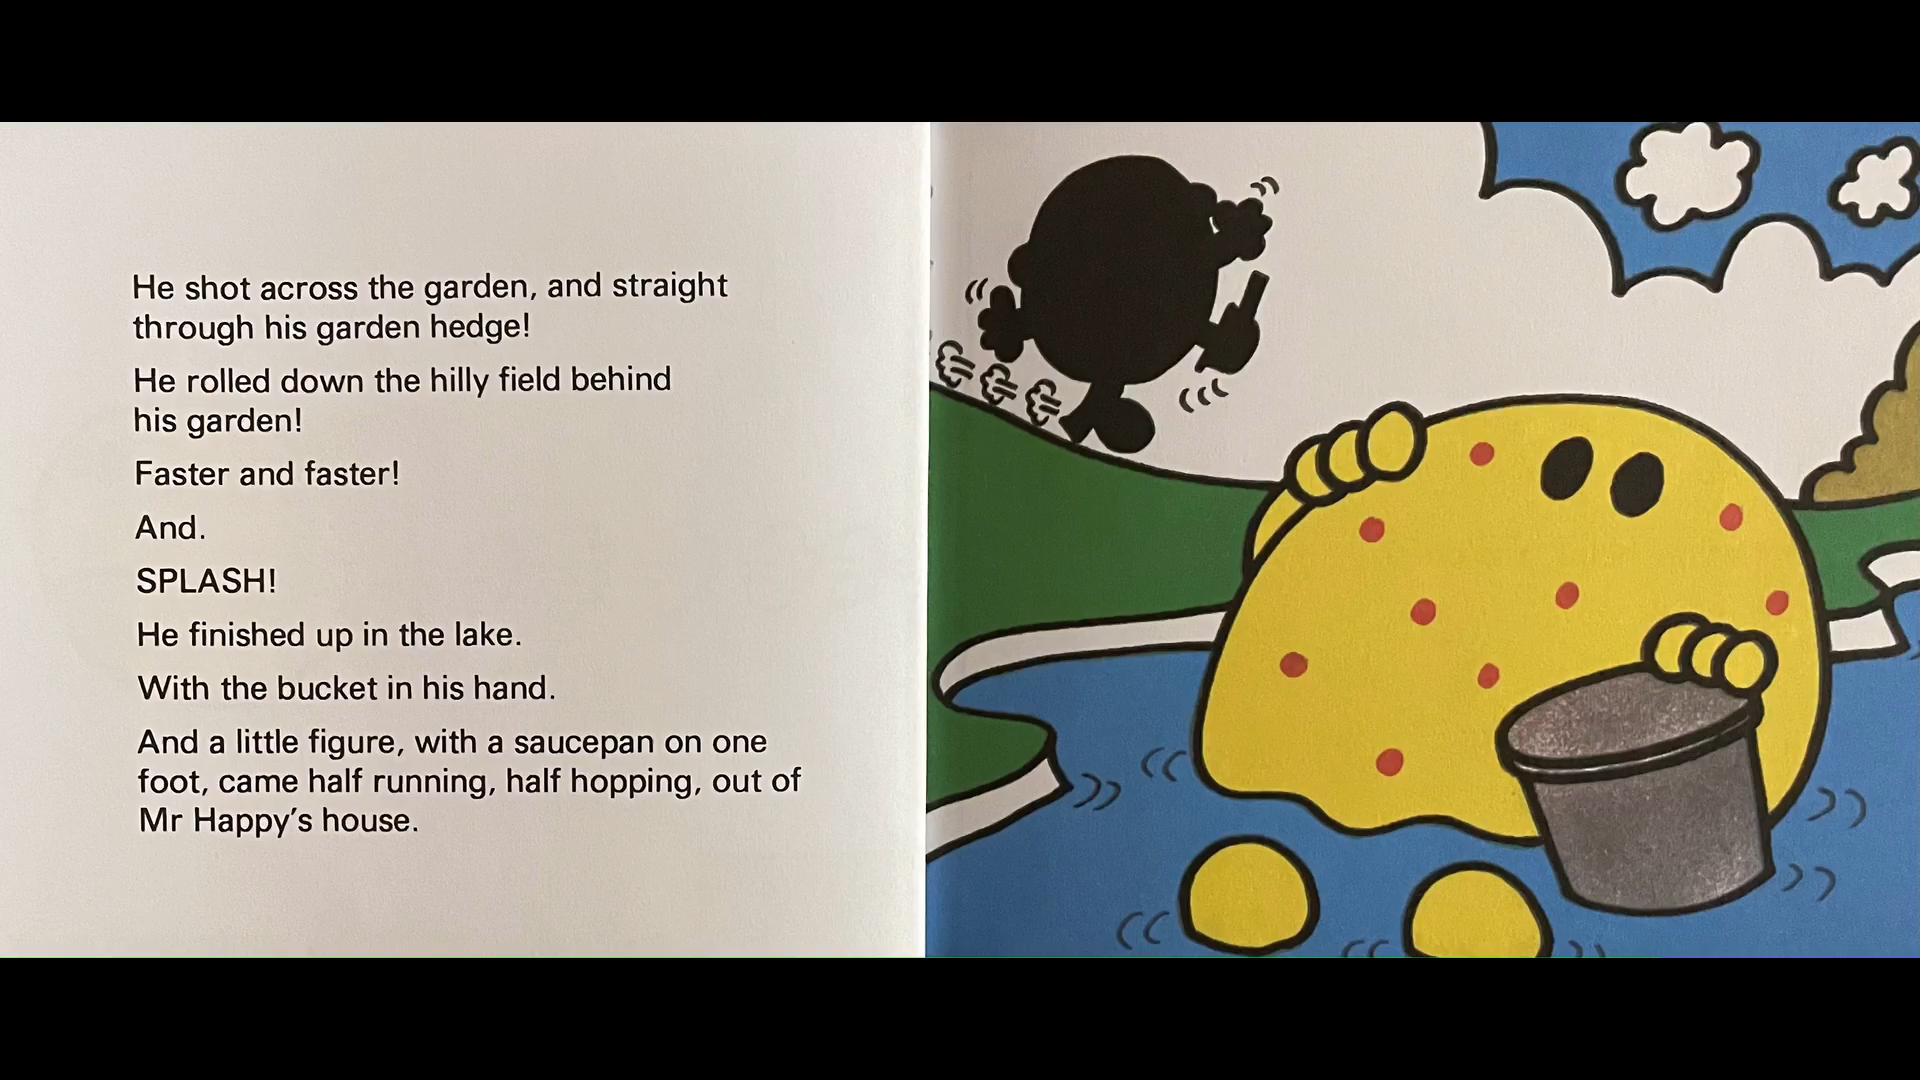 He shot across the garden, and straight
through his garden hedge!
He rolled down the hilly field behind
his garden!
Faster and faster!
And.
SPLASH!
He finished up in the lake.
With the bucket in his hand.
And a little figure, with a saucepan on one
foot, came half running, half hopping, out of
Mr Happy’s house.